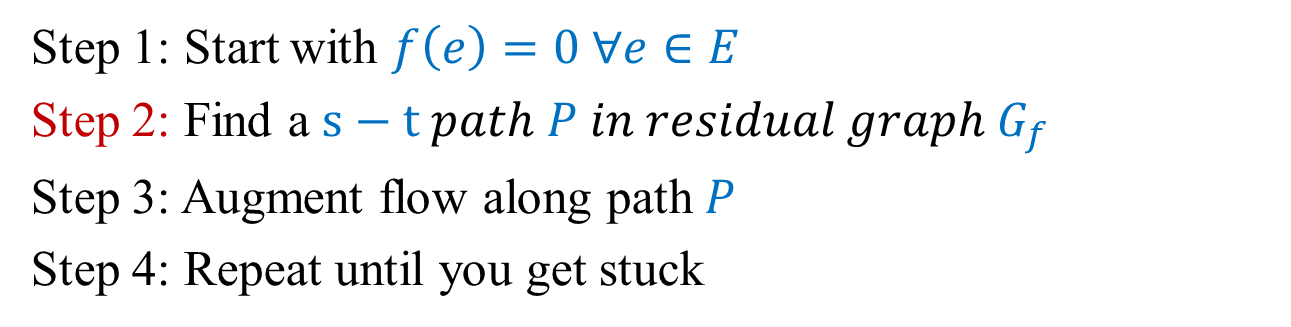 Step 1: Start with f(e) = 0 ∀e ∈ E
Step 2: Find a s − t path P in residual graph G_f
Step 3: Augment flow along path P
Step 4: Repeat until you get stuck